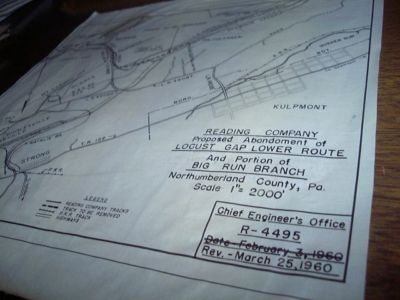 KULPMONT
STRONG
READING COMPANY
Proposed Abandoment of
LOCUST GAP LOWER ROUTE
And Portion of
BIG RUN BRANCH
Northumberland County, Pa.
Scale 1"= 2000'
LEGEND
READING COMPANY TRACKS
TRACK TO BE REMOVED
P.R.R. TRACK
HIGHWAYS
Chief Engineer's Office
R-4495
Date-February 3, 1960
Rev.-March 25, 1960